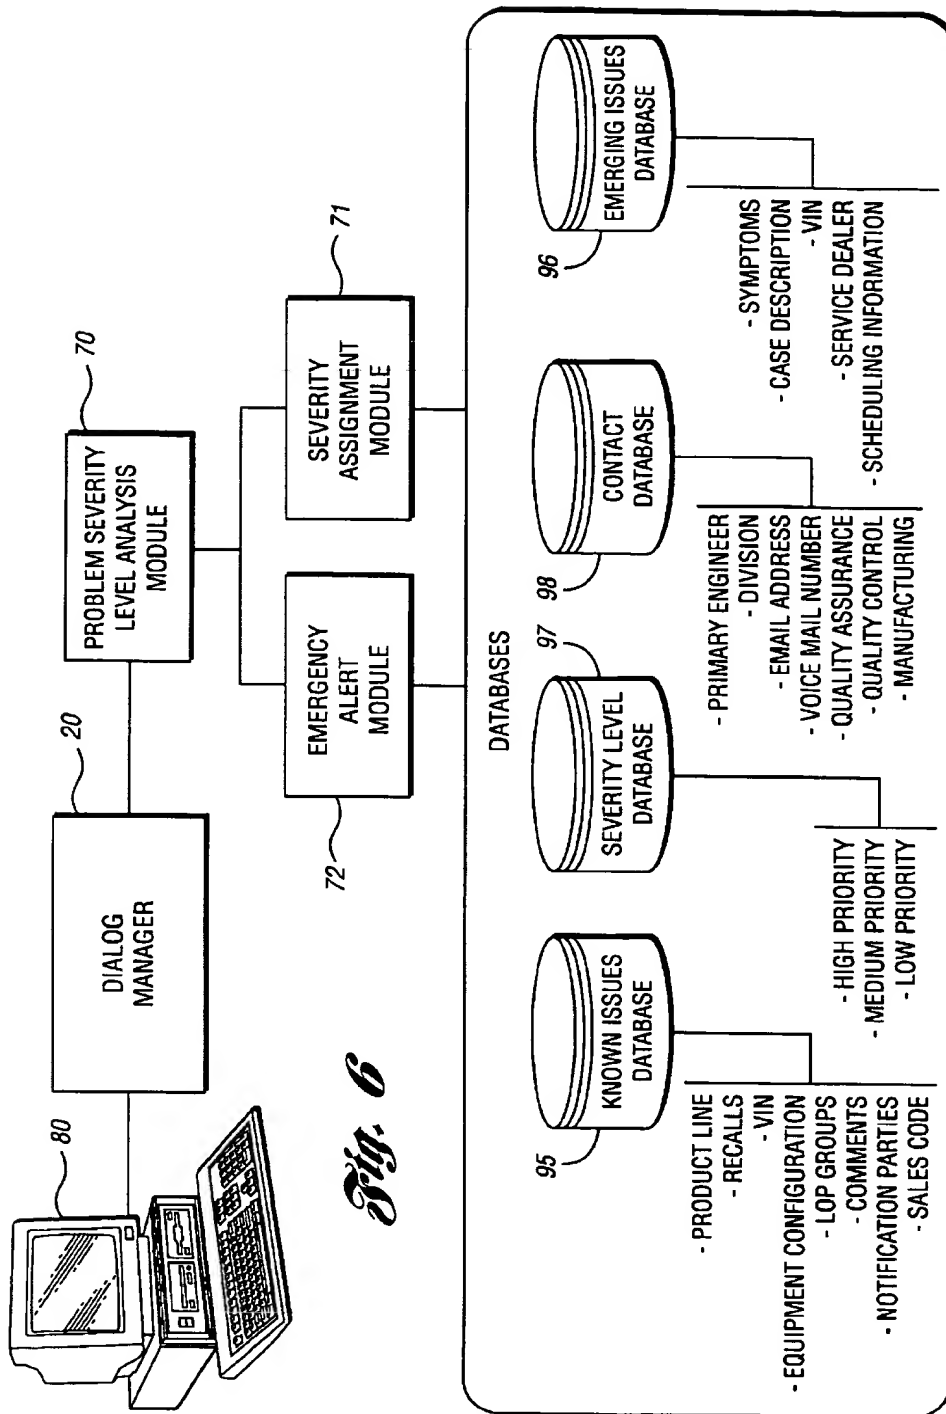 80
DIALOG
MANAGER
20
PROBLEM SEVERITY
LEVEL ANALYSIS
MODULE
70
EMERGENCY
ALERT
MODULE
72
SEVERITY
ASSIGNMENT
MODULE
71
Fig. 6
DATABASES
KNOWN ISSUES
DATABASE
95
- PRODUCT LINE
- RECALLS
- VIN
- EQUIPMENT CONFIGURATION
- LOP GROUPS
- COMMENTS
- NOTIFICATION PARTIES
- SALES CODE
SEVERITY LEVEL
DATABASE
97
- HIGH PRIORITY
- MEDIUM PRIORITY
- LOW PRIORITY
CONTACT
DATABASE
98
- PRIMARY ENGINEER
- DIVISION
- EMAIL ADDRESS
- VOICE MAIL NUMBER
- QUALITY ASSURANCE
- QUALITY CONTROL
- MANUFACTURING
EMERGING ISSUES
DATABASE
96
- SYMPTOMS
- CASE DESCRIPTION
- VIN
- SERVICE DEALER
- SCHEDULING INFORMATION